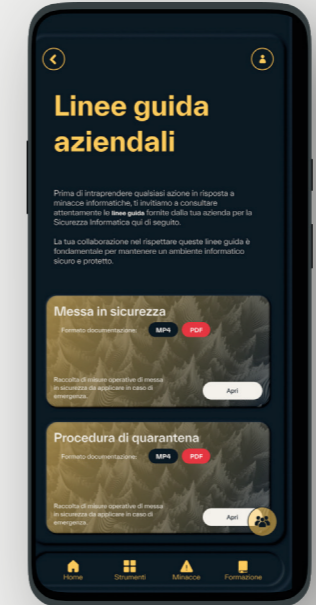 Linee guida
aziendali
Prima di intraprendere qualsiasi azione in risposta a
minacce informatiche, ti invitiamo a consultare
attentamente le linee guida fornite dalla tua azienda per la
Sicurezza Informatica qui di seguito.
La tua collaborazione nel rispettare queste linee guida è
fondamentale per mantenere un ambiente informatico
sicuro e protetto.
Messa in sicurezza
Formato documentazione: MP4 PDF
Raccolta di misure operative di messa
in sicurezza da applicare in caso di
emergenza.
Apri
Procedura di quarantena
Formato documentazione: MP4 PDF
Raccolta di misure operative di messa
in sicurezza da applicare in caso di
emergenza.
Apri
Home Strumenti Minacce Formazione